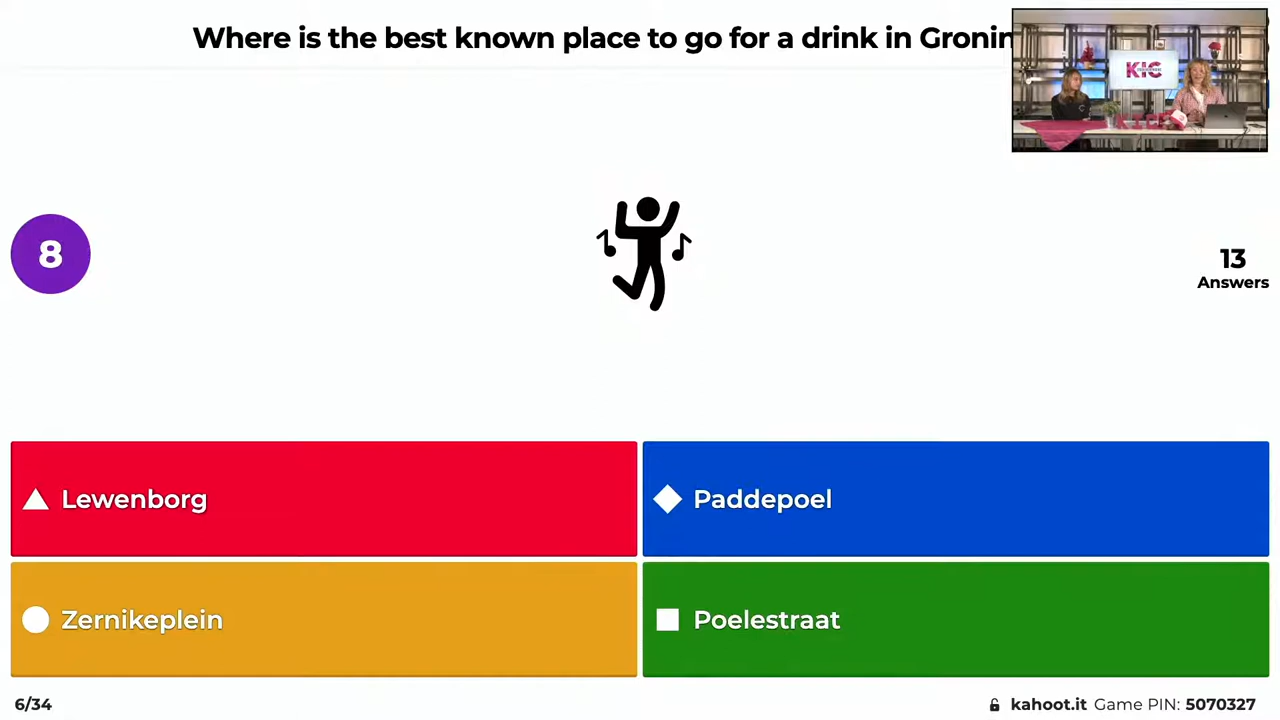 Where is the best known place to go for a drink in Gronin
KIC
8
13
Answers
Lewenborg
Paddepoel
Zernikeplein
Poelestraat
6/34
kahoot.it Game PIN: 5070327